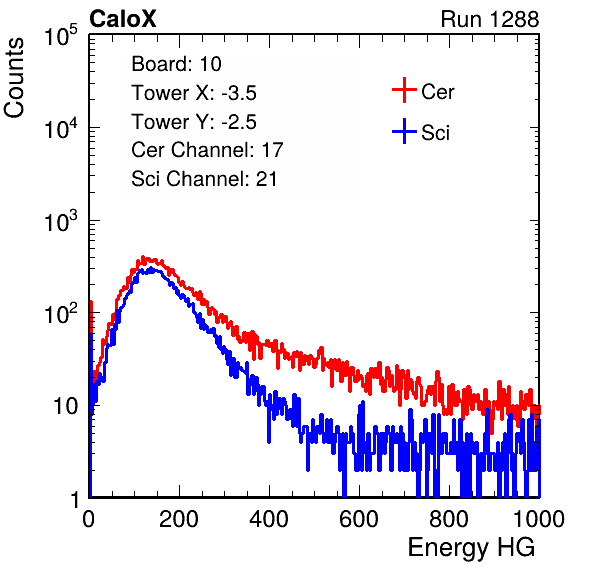 CaloX Run 1288
Counts
Board: 10
Tower X: -3.5
Tower Y: -2.5
Cer Channel: 17
Sci Channel: 21
Cer
Sci
10^5
10^4
10^3
10^2
10
1
0 200 400 600 800 1000
Energy HG